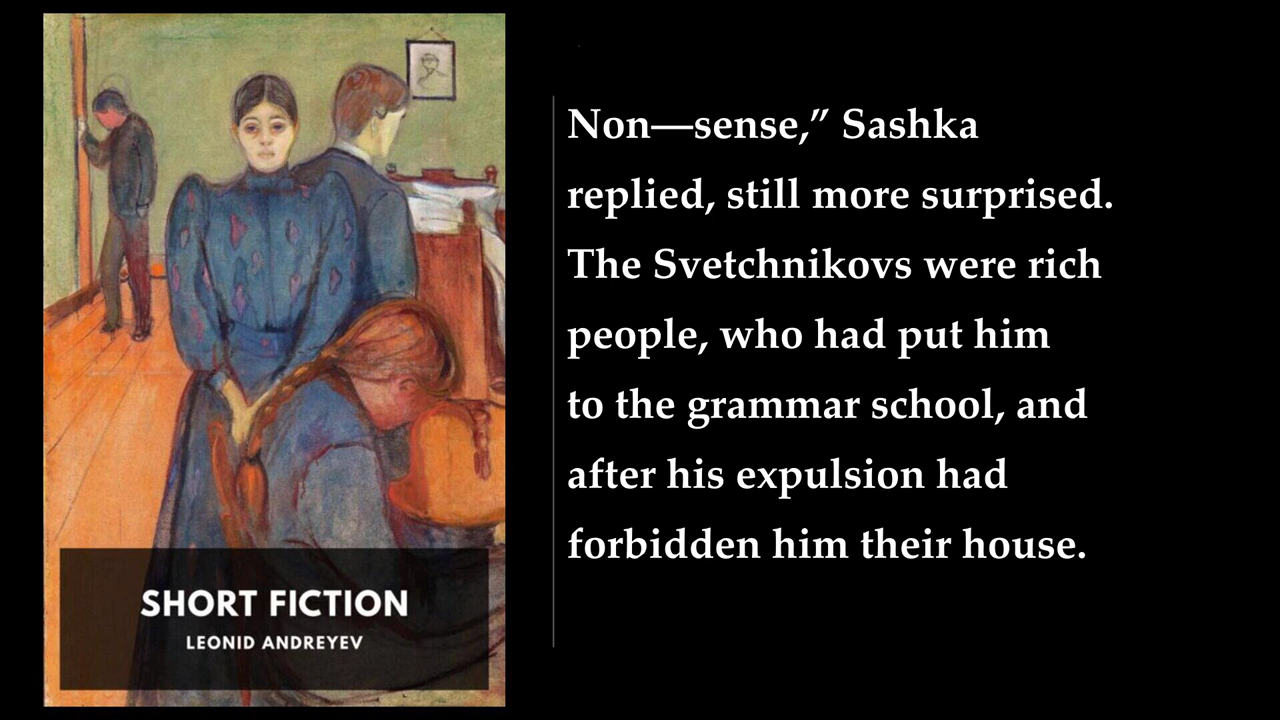 Non—sense,” Sashka
replied, still more surprised.
The Svetchnikovs were rich
people, who had put him
to the grammar school, and
after his expulsion had
forbidden him their house.
SHORT FICTION
LEONID ANDREYEV